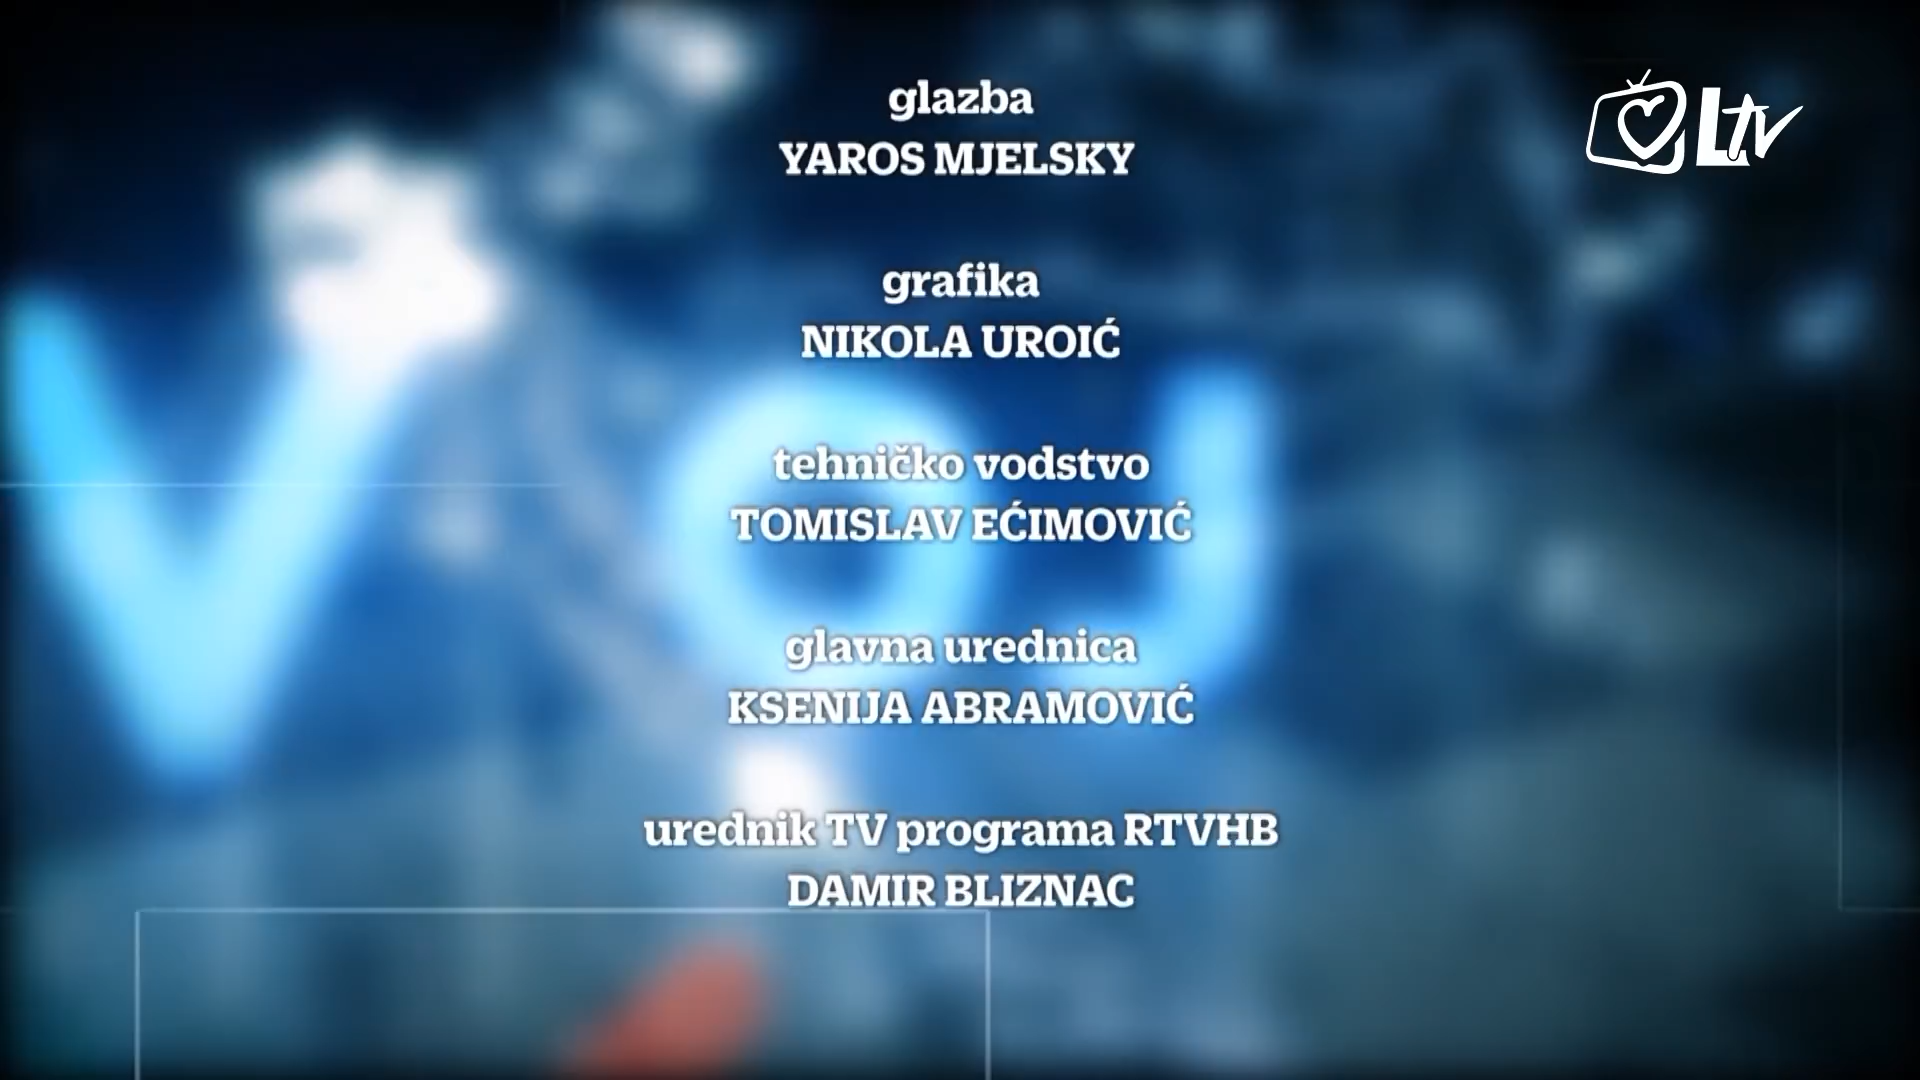 glazba
YAROS MJELSKY
LTV
grafika
NIKOLA UROIĆ
tehničko vodstvo
TOMISLAV EĆIMOVIĆ
glavna urednica
KSENIJA ABRAMOVIĆ
urednik TV programa RTVHB
DAMIR BLIZNAC